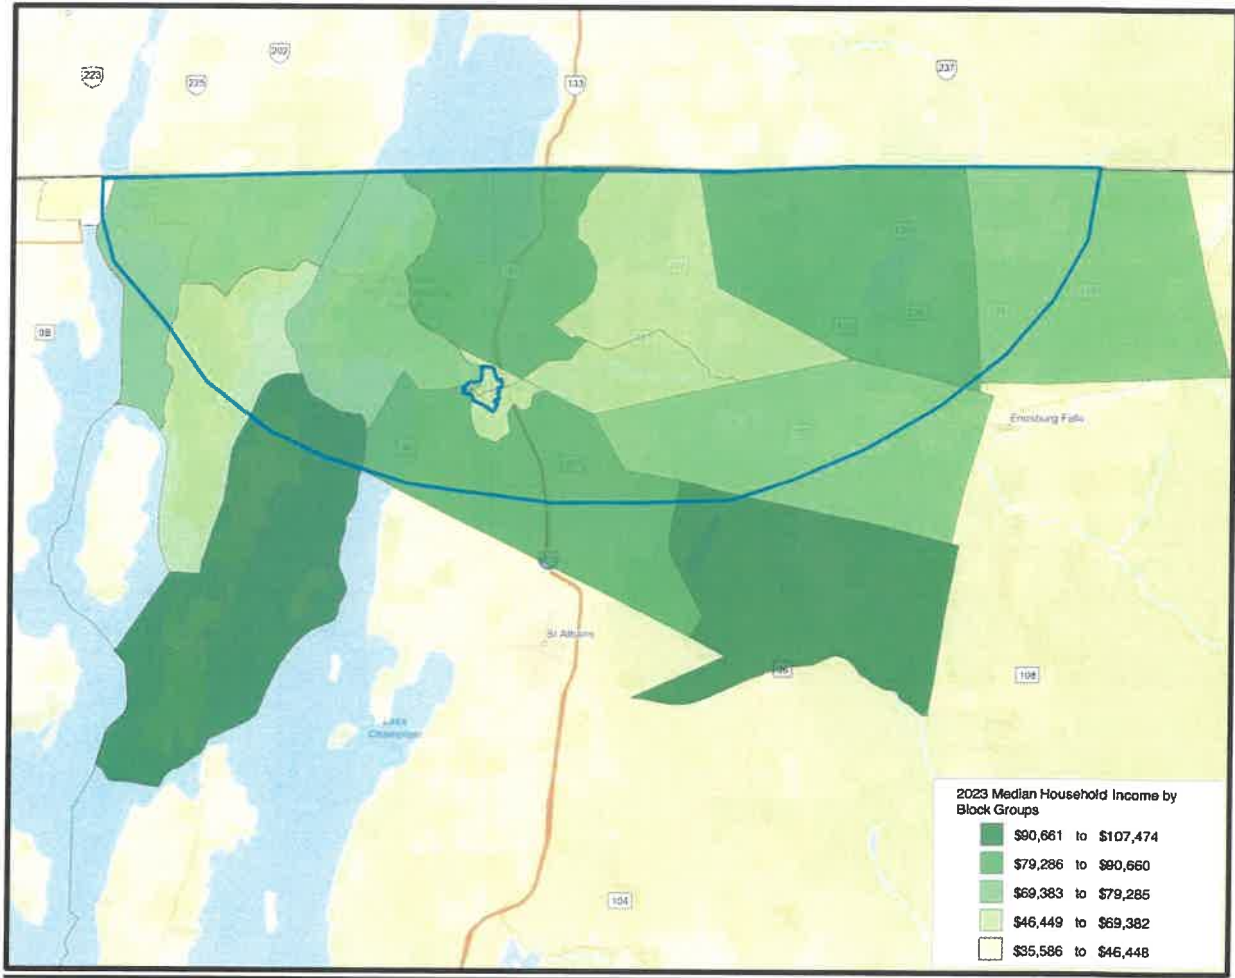 202
223
225
133
237
9B
Enosburg Falls
St Albans
Lake
Champlain
108
104
2023 Median Household Income by
Block Groups
$90,661 to $107,474
$79,286 to $90,660
$69,383 to $79,285
$46,449 to $69,382
$35,586 to $46,448